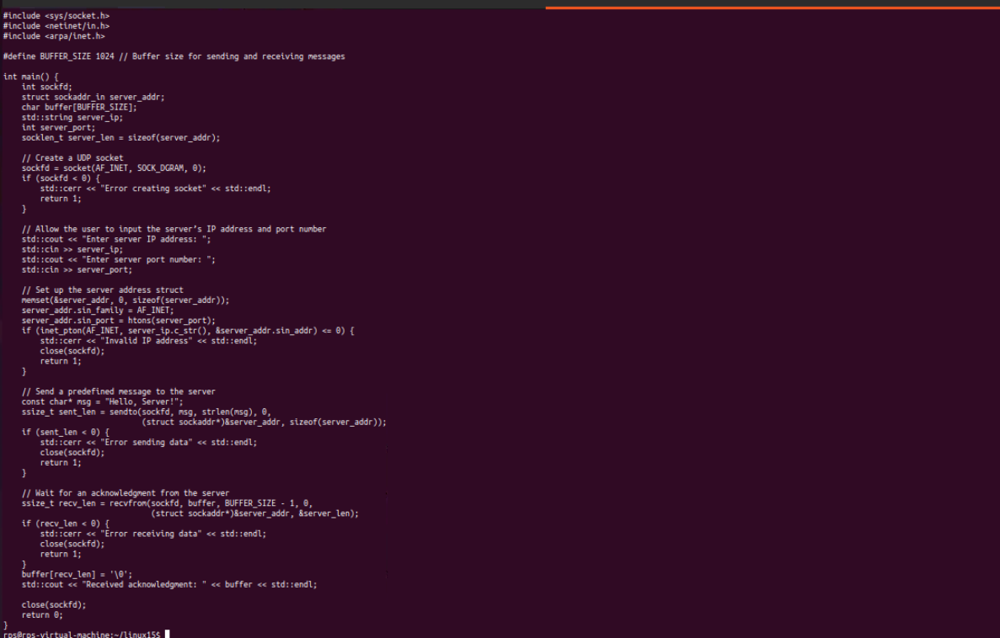 #include <sys/socket.h>
#include <netinet/in.h>
#include <arpa/inet.h>

#define BUFFER_SIZE 1024 // Buffer size for sending and receiving messages

int main() {
    int sockfd;
    struct sockaddr_in server_addr;
    char buffer[BUFFER_SIZE];
    std::string server_ip;
    int server_port;
    socklen_t server_len = sizeof(server_addr);

    // Create a UDP socket
    sockfd = socket(AF_INET, SOCK_DGRAM, 0);
    if (sockfd < 0) {
        std::cerr << "Error creating socket" << std::endl;
        return 1;
    }

    // Allow the user to input the server’s IP address and port number
    std::cout << "Enter server IP address: ";
    std::cin >> server_ip;
    std::cout << "Enter server port number: ";
    std::cin >> server_port;

    // Set up the server address struct
    memset(&server_addr, 0, sizeof(server_addr));
    server_addr.sin_family = AF_INET;
    server_addr.sin_port = htons(server_port);
    if (inet_pton(AF_INET, server_ip.c_str(), &server_addr.sin_addr) <= 0) {
        std::cerr << "Invalid IP address" << std::endl;
        close(sockfd);
        return 1;
    }

    // Send a predefined message to the server
    const char* msg = "Hello, Server!";
    ssize_t sent_len = sendto(sockfd, msg, strlen(msg), 0,
                              (struct sockaddr*)&server_addr, sizeof(server_addr));
    if (sent_len < 0) {
        std::cerr << "Error sending data" << std::endl;
        close(sockfd);
        return 1;
    }

    // Wait for an acknowledgment from the server
    ssize_t recv_len = recvfrom(sockfd, buffer, BUFFER_SIZE - 1, 0,
                                (struct sockaddr*)&server_addr, &server_len);
    if (recv_len < 0) {
        std::cerr << "Error receiving data" << std::endl;
        close(sockfd);
        return 1;
    }
    buffer[recv_len] = '\0';
    std::cout << "Received acknowledgment: " << buffer << std::endl;

    close(sockfd);
    return 0;
}
rps@rps-virtual-machine:~/linux15$